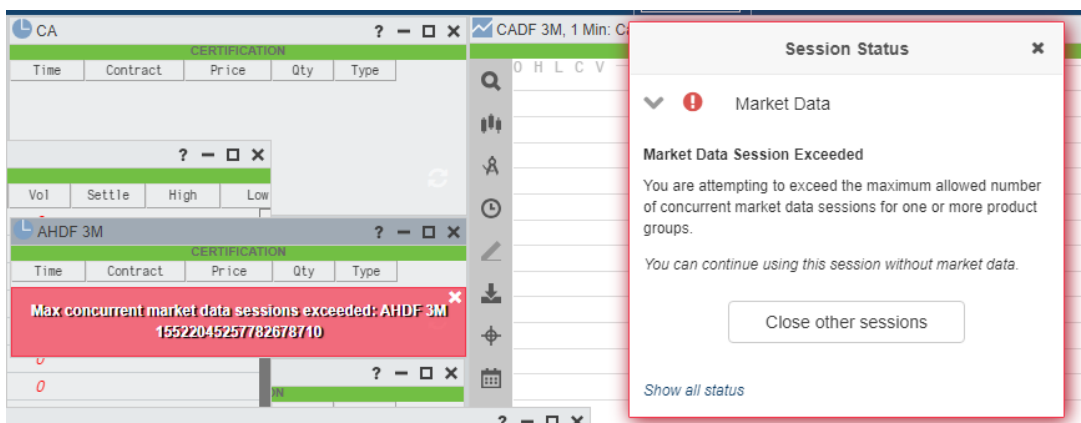 CA
CERTIFICATION
Time Contract Price Qty Type
Vol Settle High Low
AHDF 3M
CERTIFICATION
Time Contract Price Qty Type
Max concurrent market data sessions exceeded: AHDF 3M
15522045257782678710
0
CADF 3M, 1 Min: Ca
O H L C V
Session Status
Market Data
Market Data Session Exceeded
You are attempting to exceed the maximum allowed number
of concurrent market data sessions for one or more product
groups.
You can continue using this session without market data.
Close other sessions
Show all status